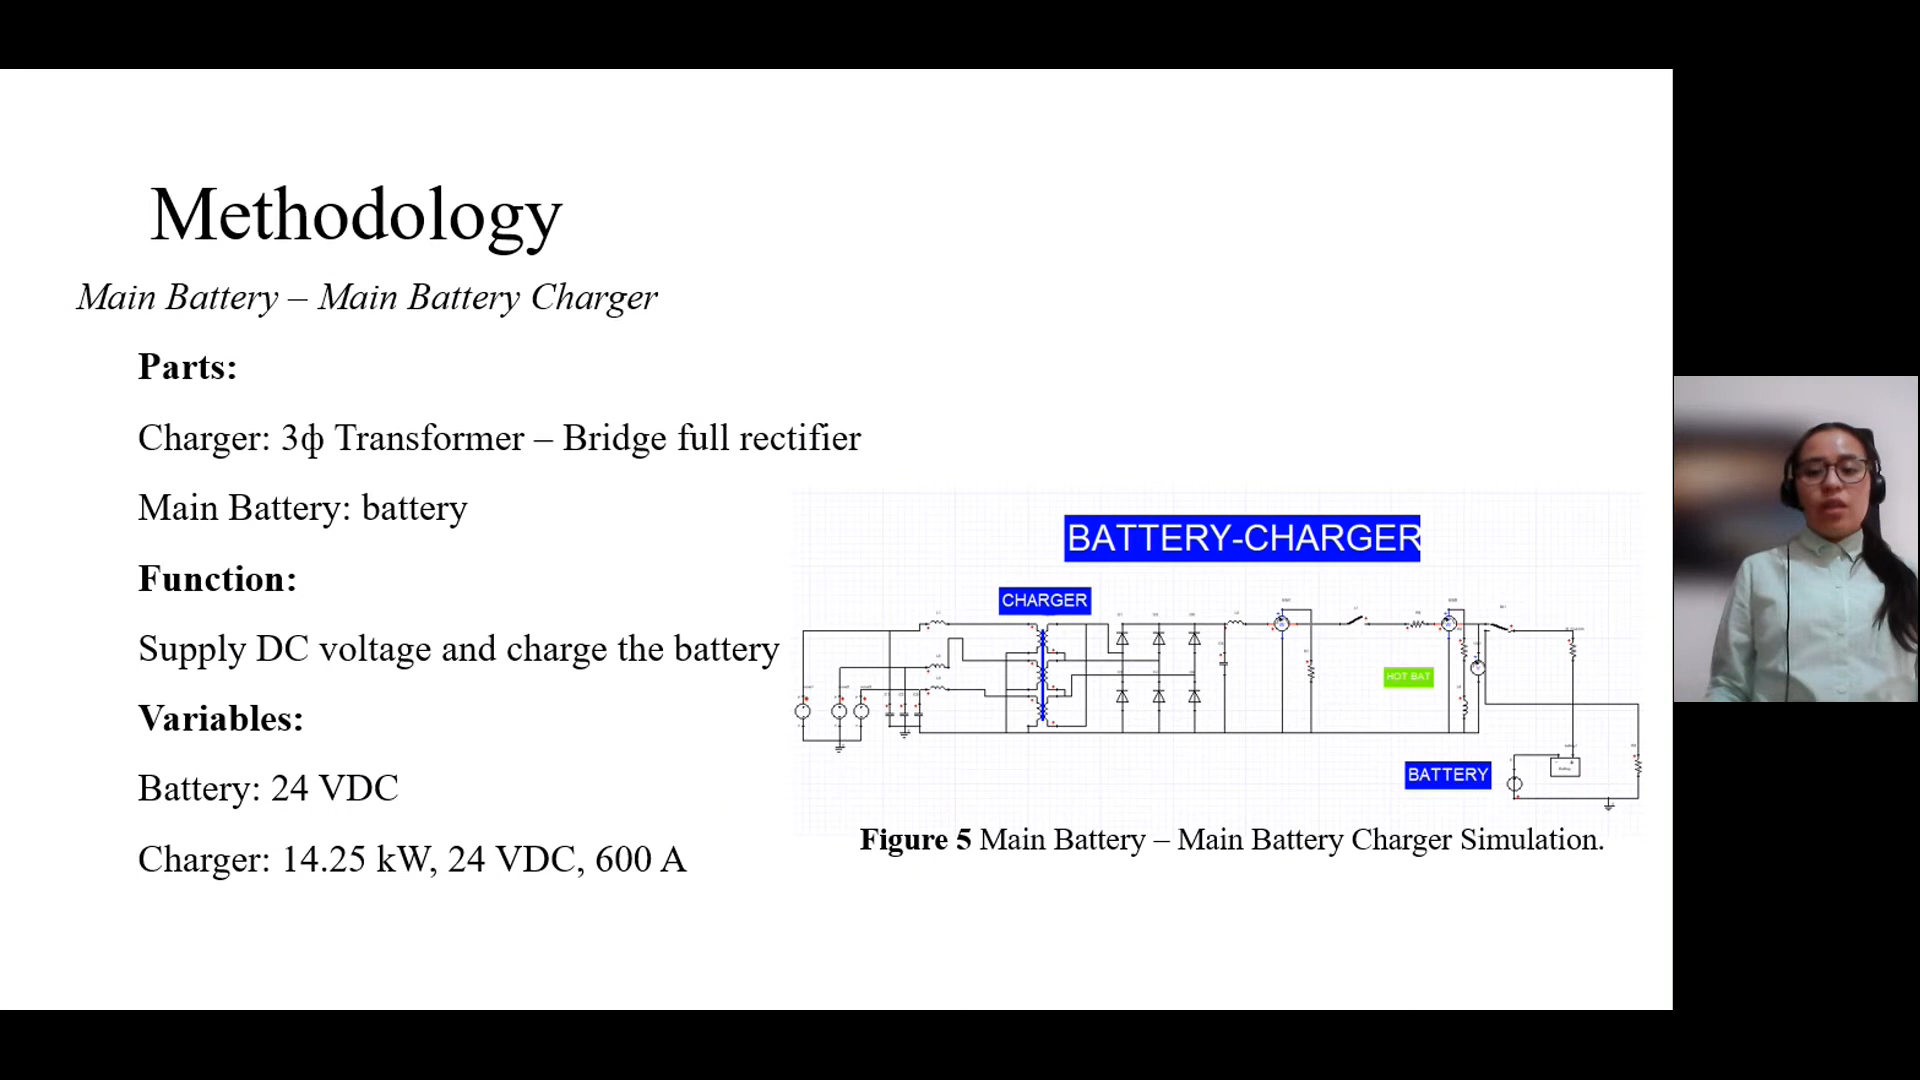 Methodology
Main Battery – Main Battery Charger
Parts:
Charger: 3ф Transformer – Bridge full rectifier
Main Battery: battery
Function:
Supply DC voltage and charge the battery
Variables:
Battery: 24 VDC
Charger: 14.25 kW, 24 VDC, 600 A
BATTERY-CHARGER
CHARGER
HOT BAT
BATTERY
Figure 5 Main Battery – Main Battery Charger Simulation.